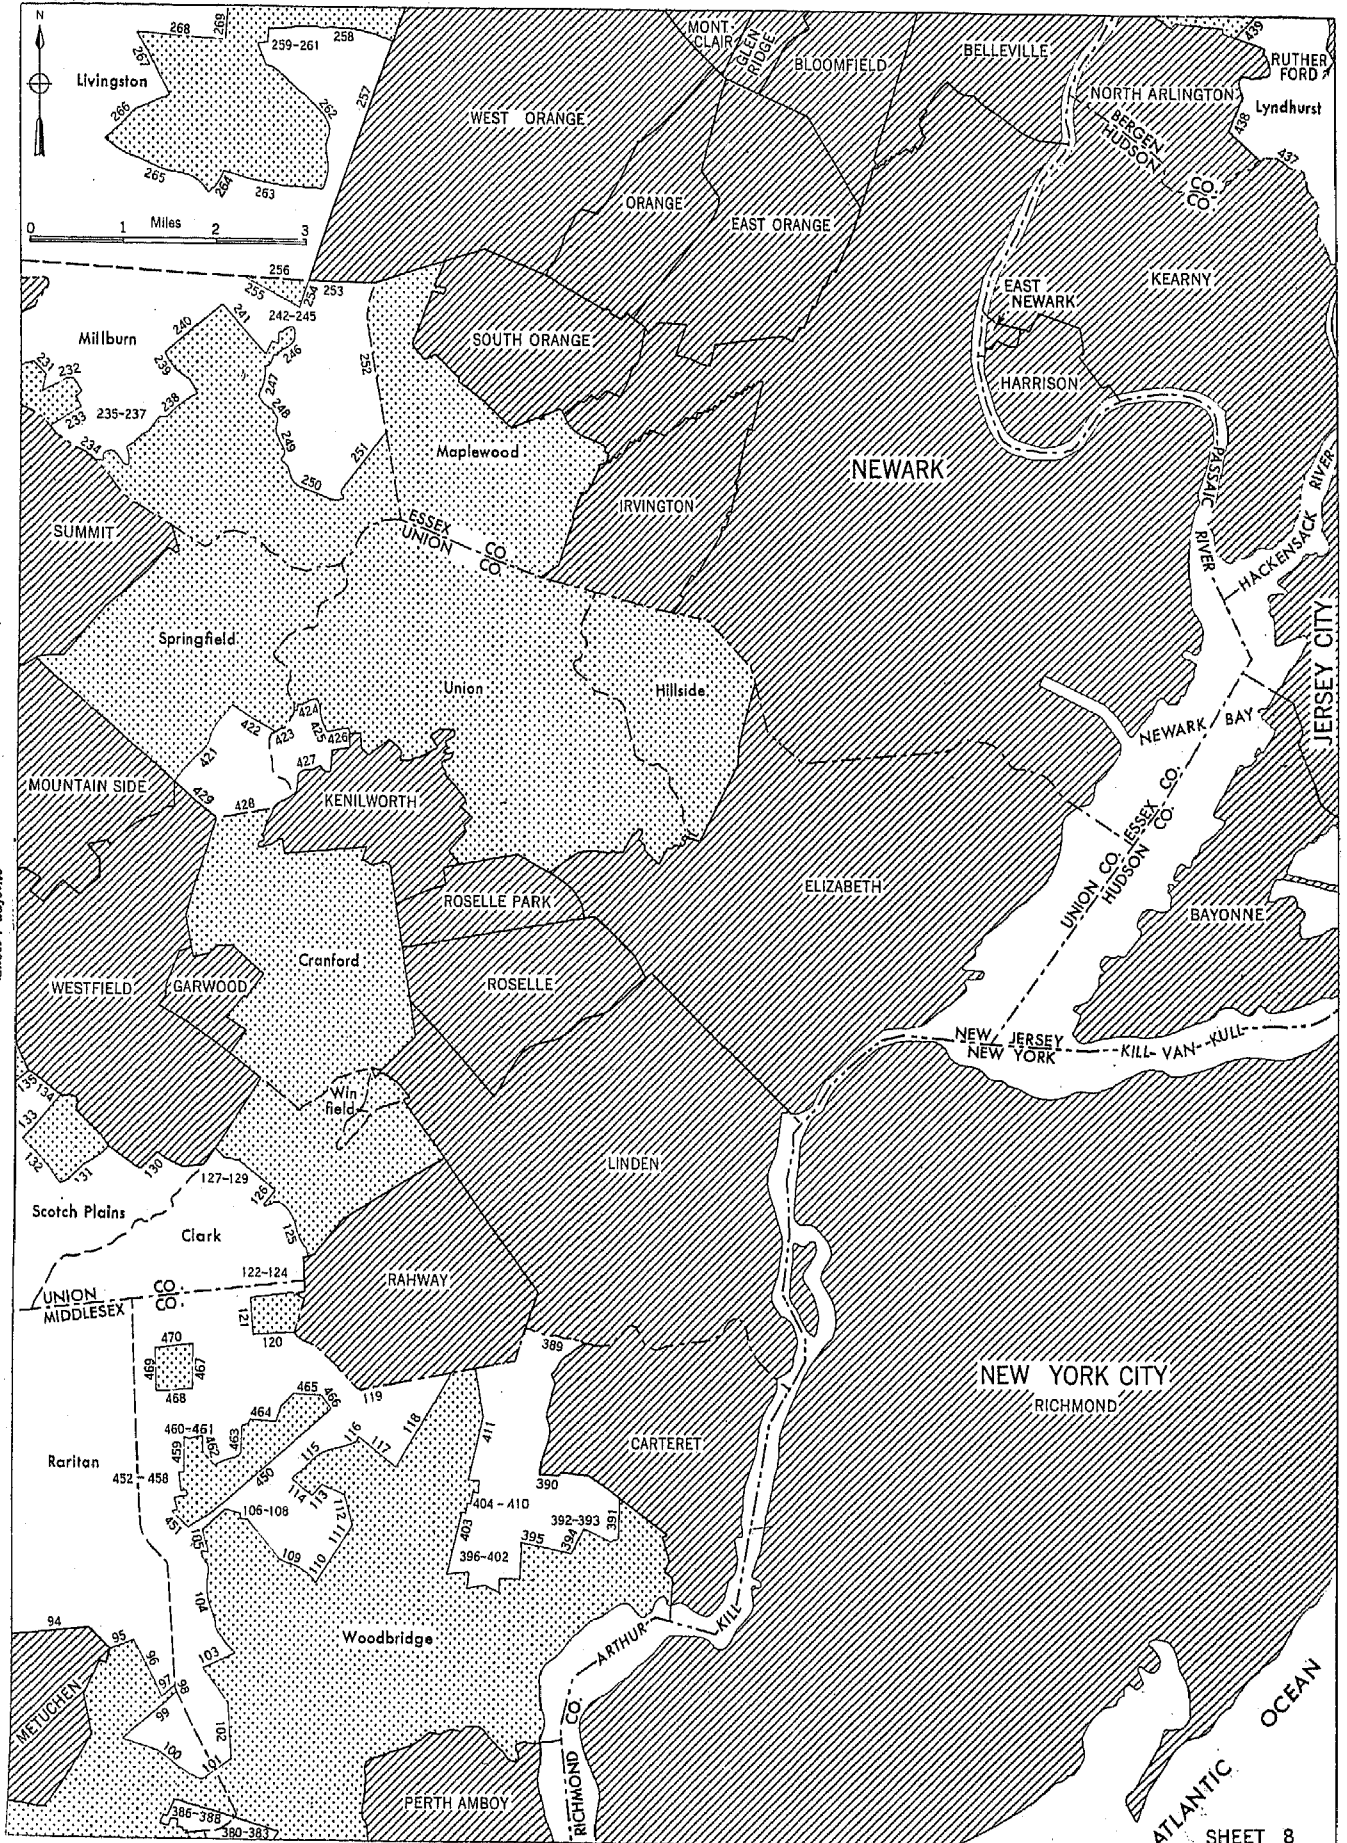 N
268
269
259-261
258
267
Livingston
266
262
257
265
264
263
0 1 Miles 2 3
MONT
CLAIR
GLEN
RIDGE
BLOOMFIELD
BELLEVILLE
439
RUTHER
FORD
NORTH ARLINGTON
Lyndhurst
438
BERGEN
HUDSON
CO.
CO.
437
WEST ORANGE
ORANGE
EAST ORANGE
KEARNY
EAST
NEWARK
HARRISON
256
255
254
253
242-245
241
240
246
Millburn
239
231
232
247
252
238
235-237
248
233
249
251
234
250
SOUTH ORANGE
Maplewood
NEWARK
IRVINGTON
PASSAIC
RIVER
HACKENSACK
RIVER
SUMMIT
ESSEX
UNION
CO.
CO.
Springfield
Union
Hillside
JERSEY CITY
424
422
423
425
426
421
427
429
428
NEWARK BAY
MOUNTAIN SIDE
KENILWORTH
UNION CO.
ESSEX CO.
HUDSON CO.
ROSELLE PARK
ELIZABETH
BAYONNE
Cranford
WESTFIELD
GARWOOD
ROSELLE
NEW JERSEY
NEW YORK
KILL VAN KULL
135
134
Win
field
133
132
131
130
127-129
126
LINDEN
Scotch Plains
Clark
125
122-124
UNION
MIDDLESEX
CO.
CO.
RAHWAY
121
120
389
470
469
467
468
119
NEW YORK CITY
RICHMOND
465
466
464
460-461
462
463
459
118
116
117
115
411
CARTERET
Raritan
452-458
450
114
113
390
404-410
451
106-108
112
111
392-393
391
105
403
395
394
109
110
396-402
104
94
95
Woodbridge
ARTHUR
KILL
96
103
97
98
METUCHEN
99
102
100
101
RICHMOND CO.
386-388
380-383
PERTH AMBOY
ATLANTIC
OCEAN
SHEET 8